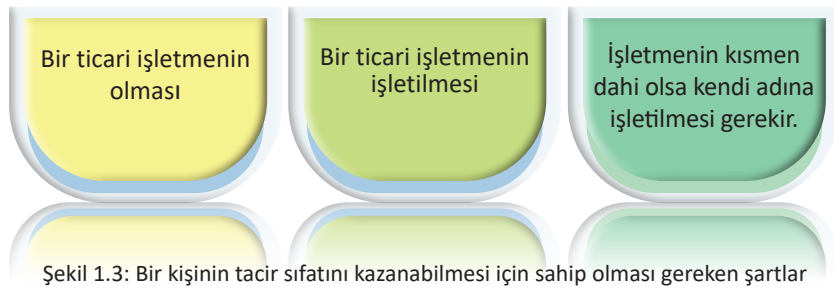 Bir ticari işletmenin
olması
Bir ticari işletmenin
işletilmesi
İşletmenin kısmen
dahi olsa kendi adına
işletilmesi gerekir.
Şekil 1.3: Bir kişinin tacir sıfatını kazanabilmesi için sahip olması gereken şartlar